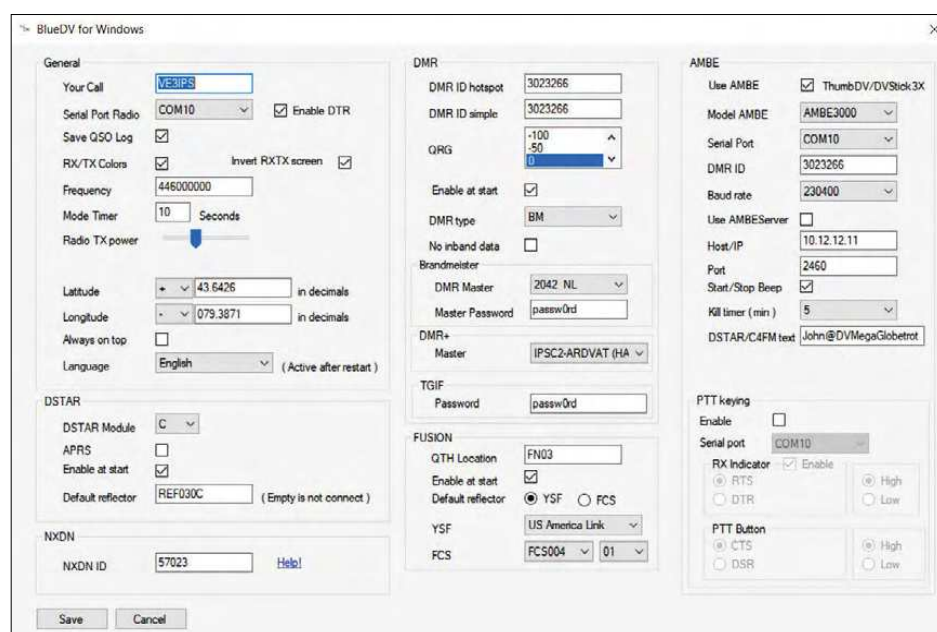 BlueDV for Windows
General
Your Call VE3IPS
Serial Port Radio COM10 Enable DTR
Save QSO Log
RX/TX Colors Invert RXTX screen
Frequency 446000000
Mode Timer 10 Seconds
Radio TX power
Latitude + 43.6426 in decimals
Longitude - 079.3871 in decimals
Always on top
Language English ( Active after restart )
DSTAR
DSTAR Module C
APRS
Enable at start
Default reflector REF030C ( Empty is not connect )
NXDN
NXDN ID 57023 Help!
Save Cancel
DMR
DMR ID hotspot 3023266
DMR ID simple 3023266
QRG -100
-50
0
Enable at start
DMR type BM
No inband data
Brandmeister
DMR Master 2042 NL
Master Password passw0rd
DMR+
Master IPSC2-ARDVAT (HA
TGIF
Password passw0rd
FUSION
QTH Location FN03
Enable at start
Default reflector YSF FCS
YSF US America Link
FCS FCS004 01
AMBE
Use AMBE ThumbDV/DVStick3X
Model AMBE AMBE3000
Serial Port COM10
DMR ID 3023266
Baud rate 230400
Use AMBEServer
Host/IP 10.12.12.11
Port 2460
Start/Stop Beep
Kill timer ( min ) 5
DSTAR/C4FM text John@DVMegaGlobetrot
PTT keying
Enable
Serial port COM10
RX Indicator Enable
RTS High
DTR Low
PTT Button
CTS High
DSR Low